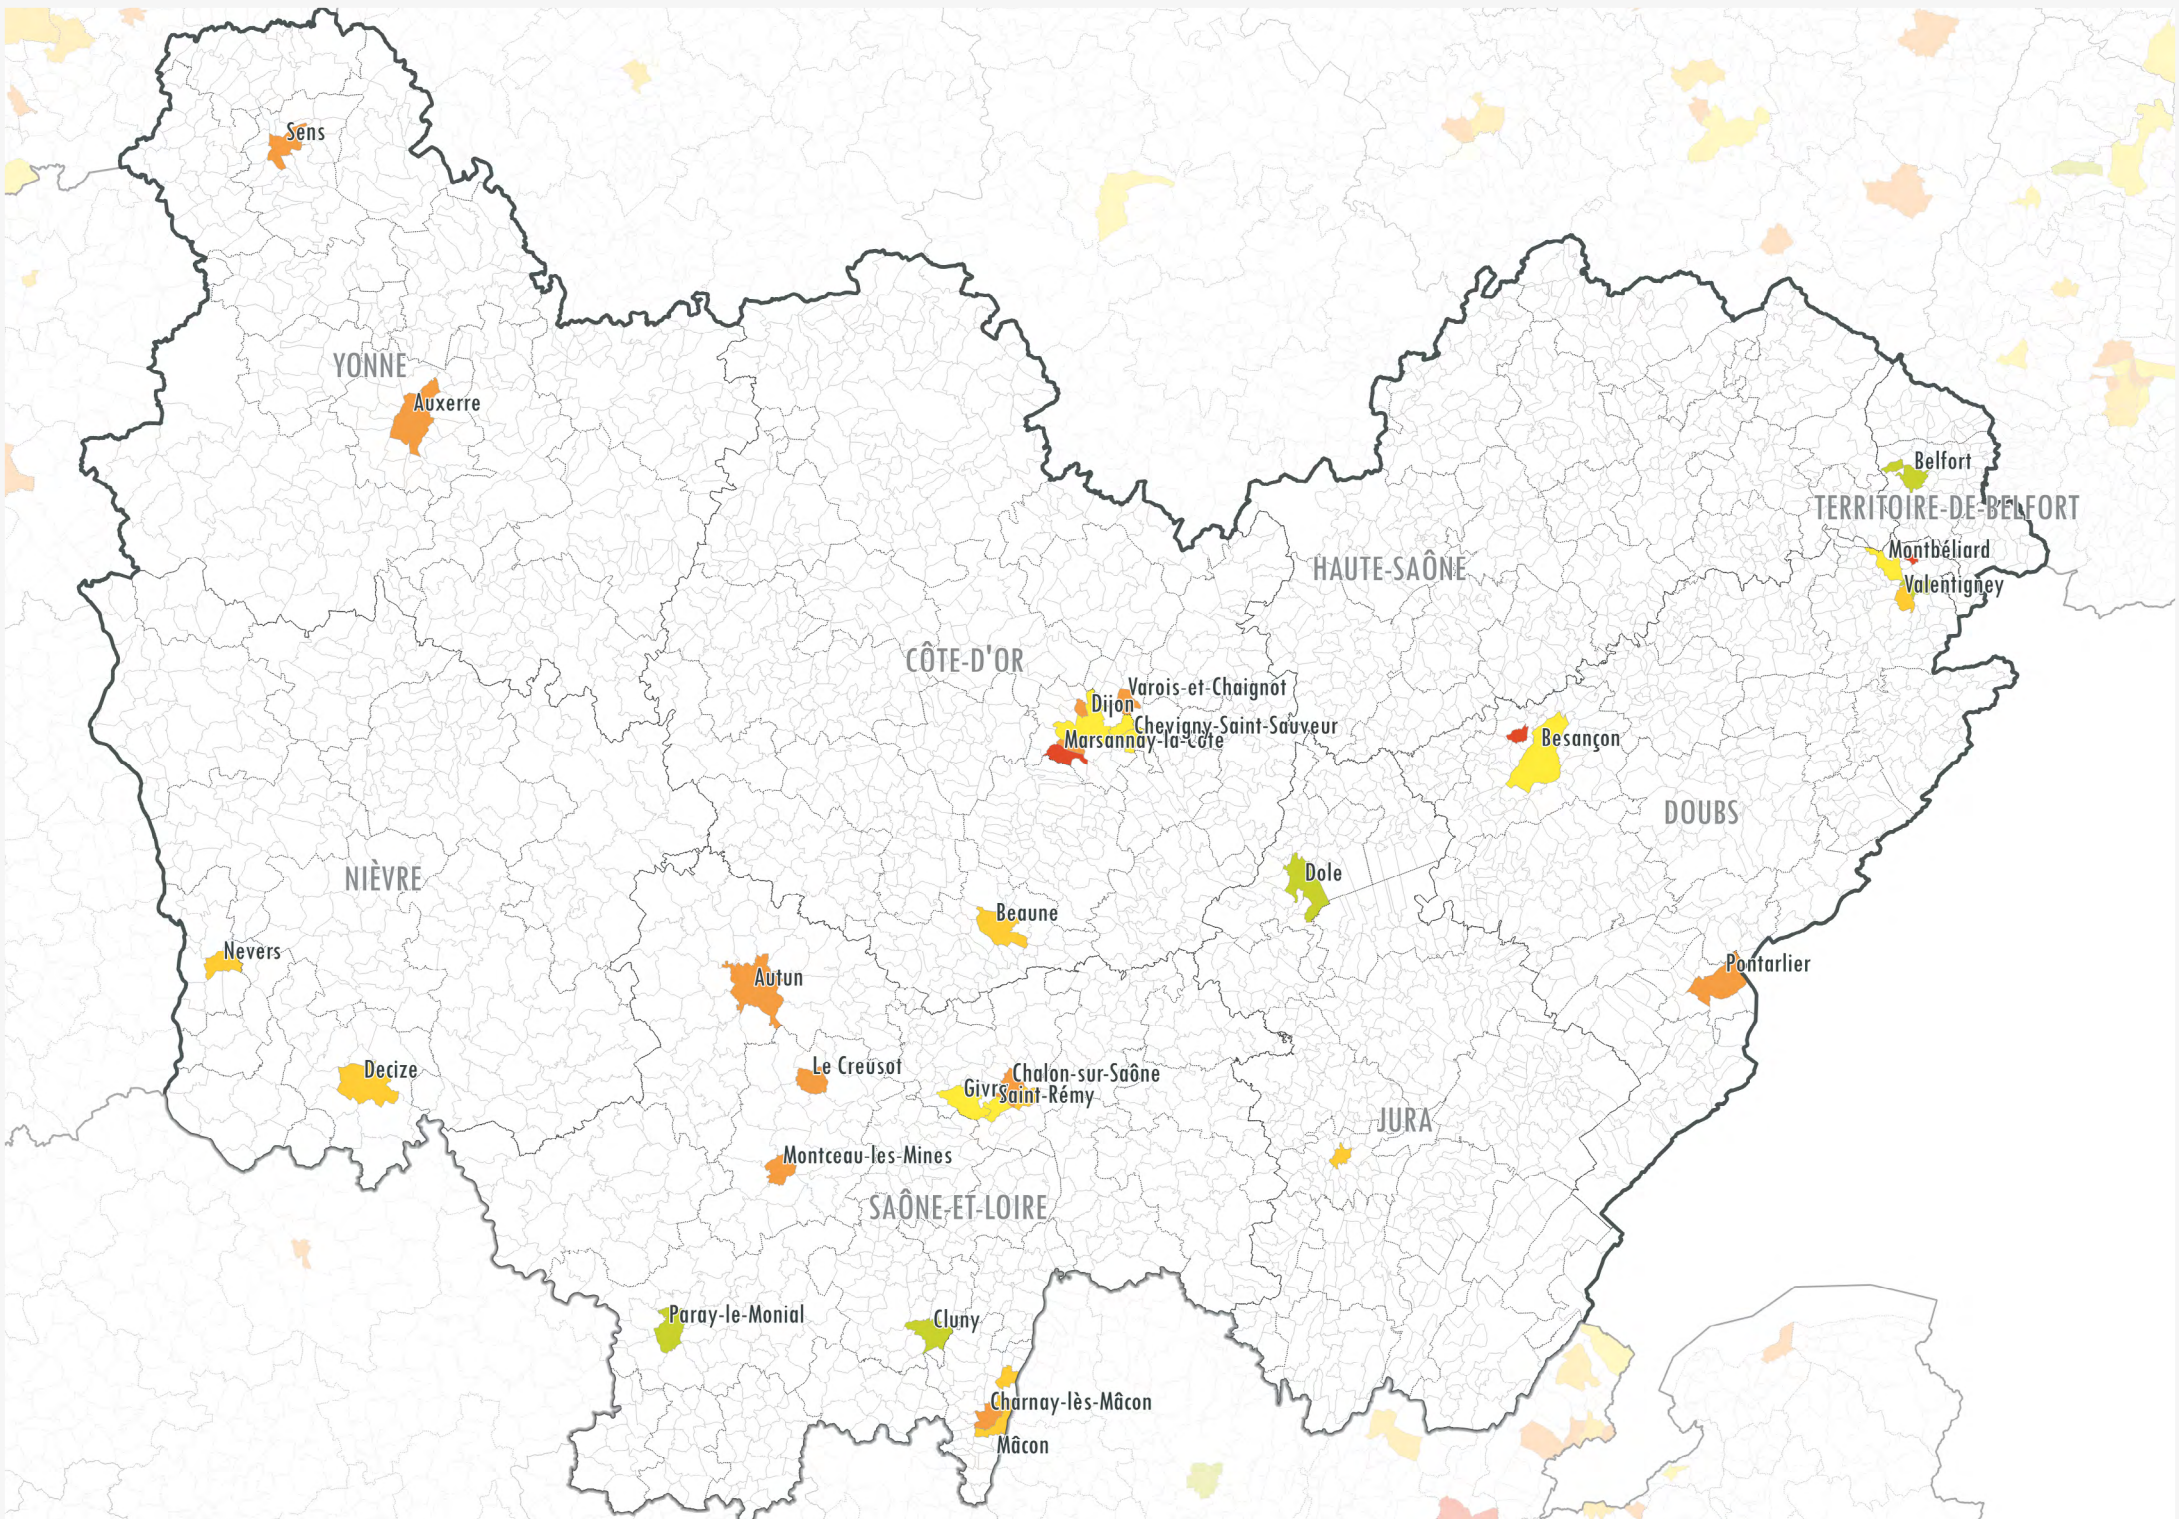 Sens
YONNE
Auxerre
Belfort
TERRITOIRE-DE-BELFORT
Montbéliard
HAUTE-SAÔNE
Valentigney
CÔTE-D'OR
Varois-et-Chaignot
Dijon
Chevigny-Saint-Sauveur
Marsannay-la-Côte
Besançon
DOUBS
Dole
NIÈVRE
Beaune
Nevers
Pontarlier
Autun
Le Creusot
Decize
Chalon-sur-Saône
Givr
Saint-Rémy
JURA
Montceau-les-Mines
SAÔNE-ET-LOIRE
Paray-le-Monial
Cluny
Charnay-lès-Mâcon
Mâcon